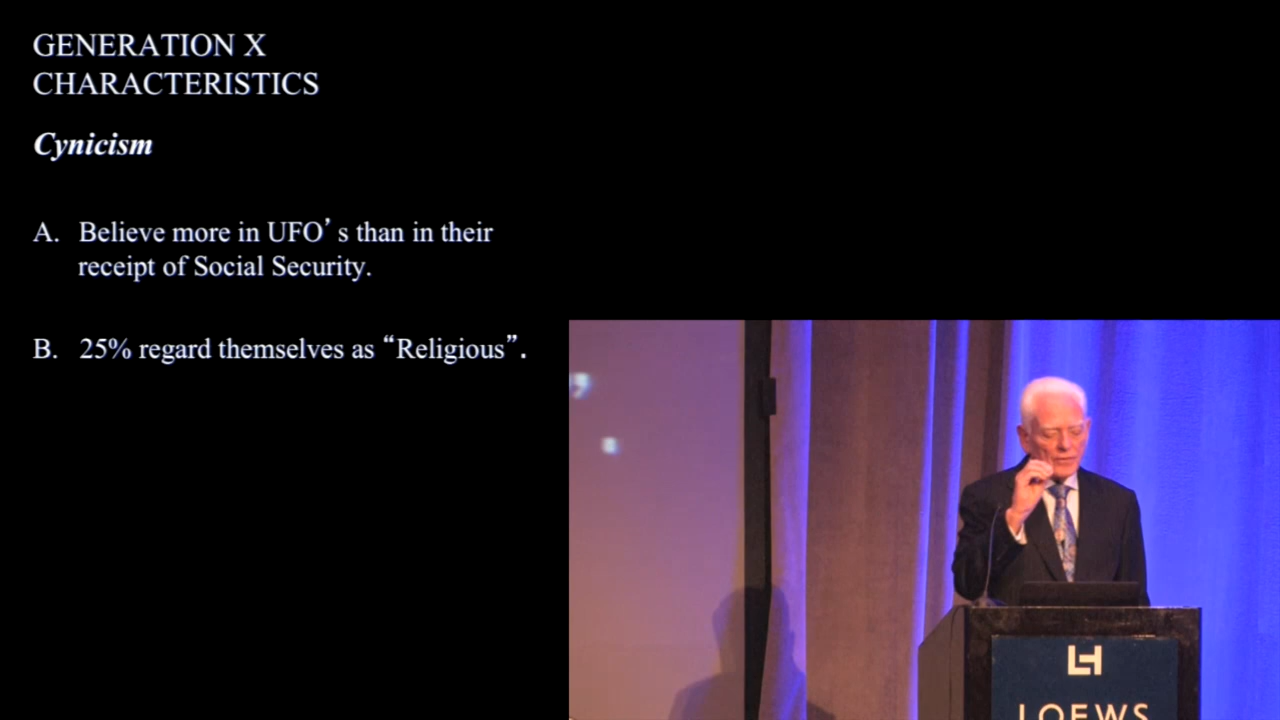 GENERATION X
CHARACTERISTICS
Cynicism
A. Believe more in UFO’s than in their
receipt of Social Security.
B. 25% regard themselves as “Religious”.
LOEWS